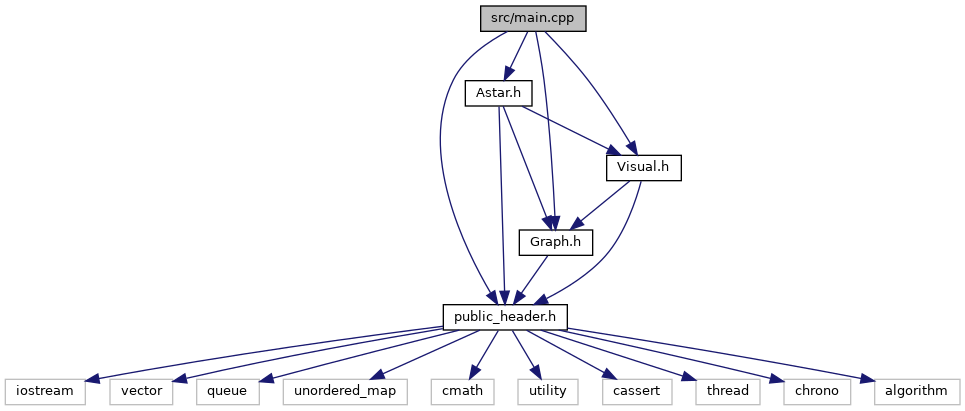 src/main.cpp
Astar.h
Visual.h
Graph.h
public_header.h
iostream
vector
queue
unordered_map
cmath
utility
cassert
thread
chrono
algorithm